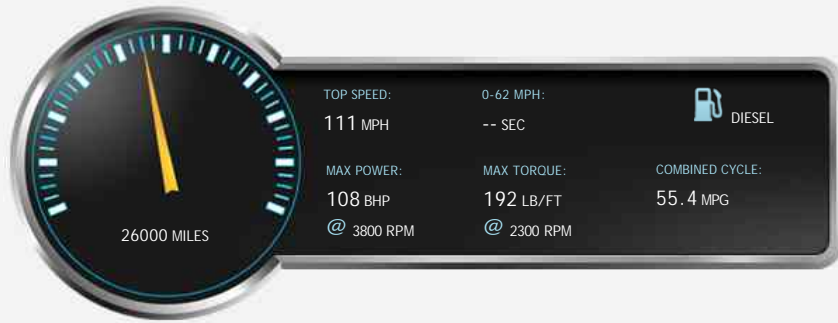 TOP SPEED:
111 MPH
0-62 MPH:
-- SEC
DIESEL
MAX POWER:
108 BHP
@ 3800 RPM
MAX TORQUE:
192 LB/FT
@ 2300 RPM
COMBINED CYCLE:
55.4 MPG
26000 MILES